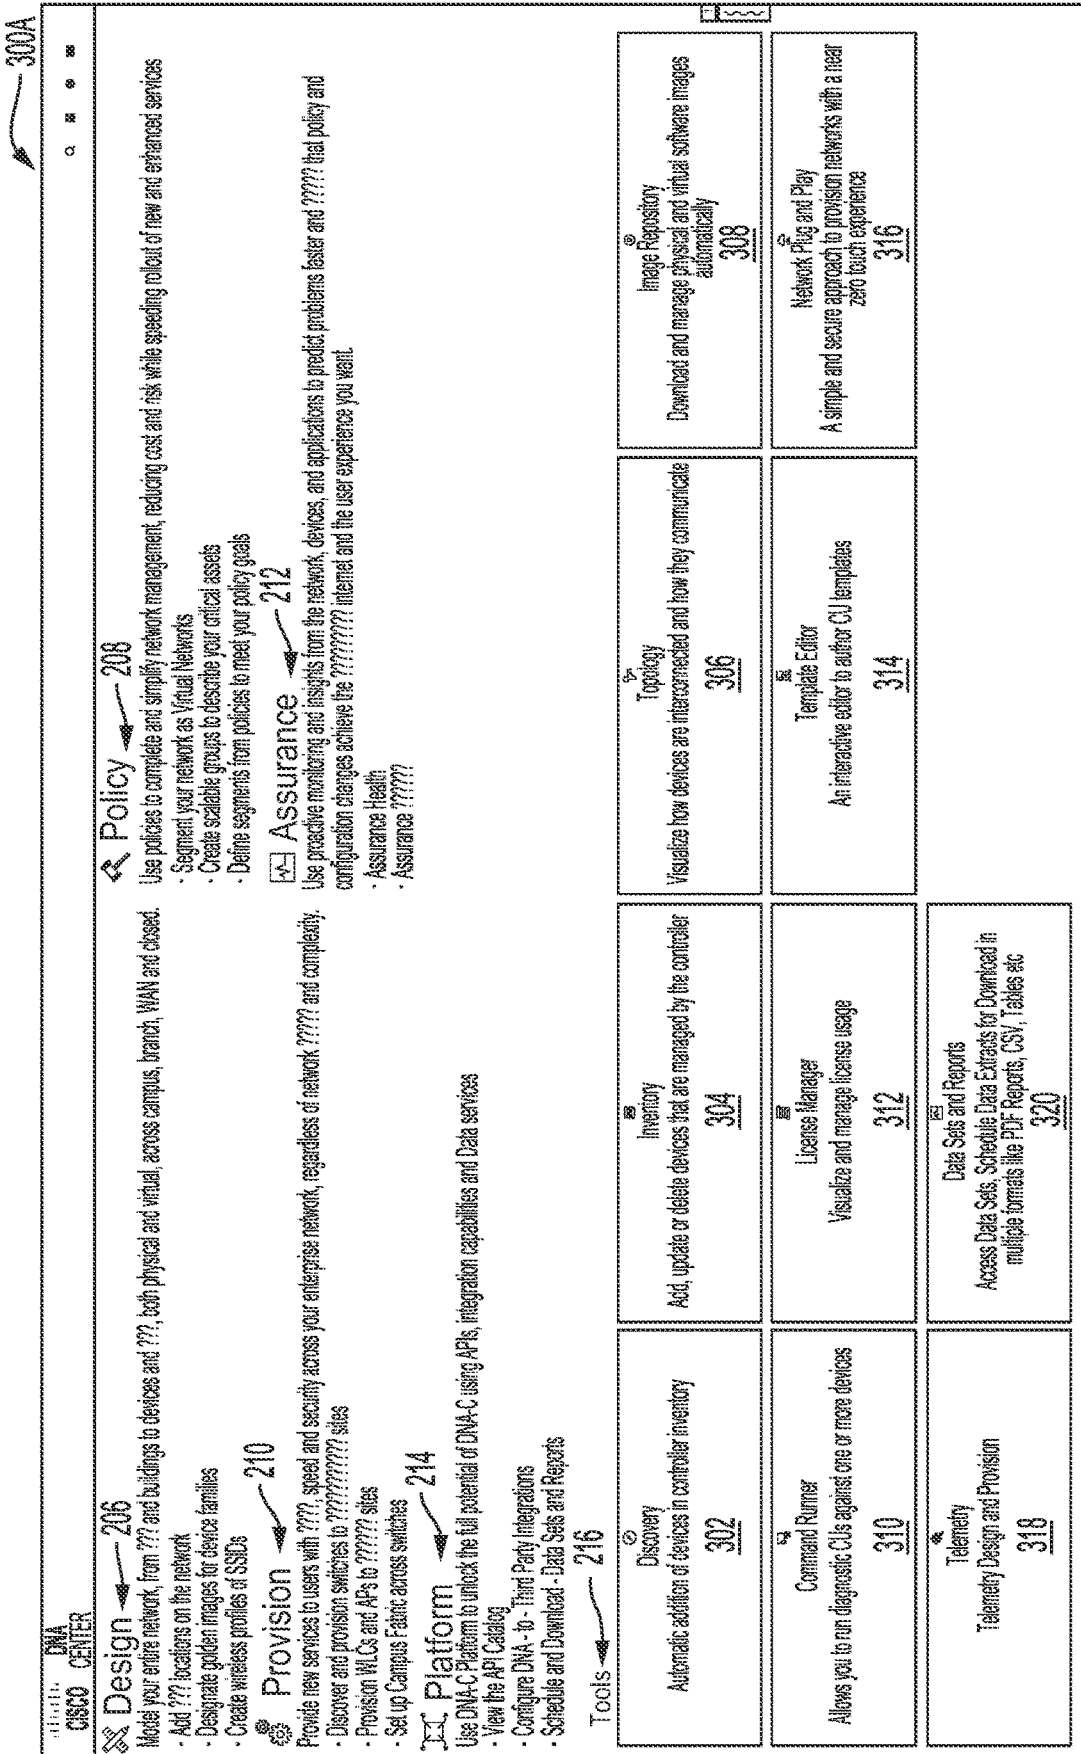 300A
CISCO DNA CENTER
Design 206
Model your entire network, from ??? and buildings to devices and ???, both physical and virtual, across campus, branch, WAN and closed.
· Add ??? locations on the network
· Designate golden images for device families
· Create wireless profiles of SSIDs
Policy 208
Use policies to complete and simplify network management, reducing cost and risk while speeding rollout of new and enhanced services
· Segment your network as Virtual Networks
· Create scalable groups to describe your critical assets
· Define segments from policies to meet your policy goals
Provision 210
Provide new services to users with ????, speed and security across your enterprise network, regardless of network ????? and complexity.
· Discover and provision switches to ??????????? sites
· Provision WLCs and APs to ??????? sites
· Set up Campus Fabric across switches
Assurance 212
Use proactive monitoring and insights from the network, devices, and applications to predict problems faster and ????? that policy and
configuration changes achieve the ?????????? internet and the user experience you want.
· Assurance Health
· Assurance ??????
Platform 214
Use DNA-C Platform to unlock the full potential of DNA-C using APIs, integration capabilities and Data services
· View the API Catalog
· Configure DNA - to - Third Party Integrations
· Schedule and Download - Data Sets and Reports
Tools 216
Discovery
Automatic addition of devices in controller inventory
302
Inventory
Add, update or delete devices that are managed by the controller
304
Topology
Visualize how devices are interconnected and how they communicate
306
Image Repository
Download and manage physical and virtual software images
automatically
308
Command Runner
Allows you to run diagnostic CUs against one or more devices
310
License Manager
Visualize and manage license usage
312
Template Editor
An interactive editor to author CU templates
314
Network Plug and Play
A simple and secure approach to provision networks with a near
zero touch experience
316
Telemetry
Telemetry Design and Provision
318
Data Sets and Reports
Access Data Sets, Schedule Data Extracts for Download in
multiple formats like PDF Reports, CSV, Tables etc
320